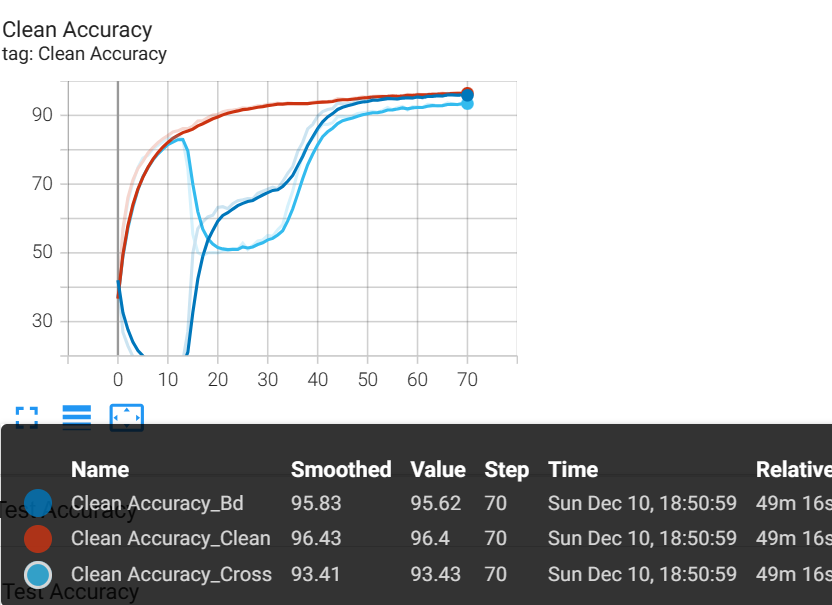 Clean Accuracy
tag: Clean Accuracy
90
70
50
30
0 10 20 30 40 50 60 70
Name Smoothed Value Step Time Relative
Clean Accuracy_Bd 95.83 95.62 70 Sun Dec 10, 18:50:59 49m 16s
Test Accuracy
Clean Accuracy_Clean 96.43 96.4 70 Sun Dec 10, 18:50:59 49m 16s
Clean Accuracy_Cross 93.41 93.43 70 Sun Dec 10, 18:50:59 49m 16s
Test Accuracy